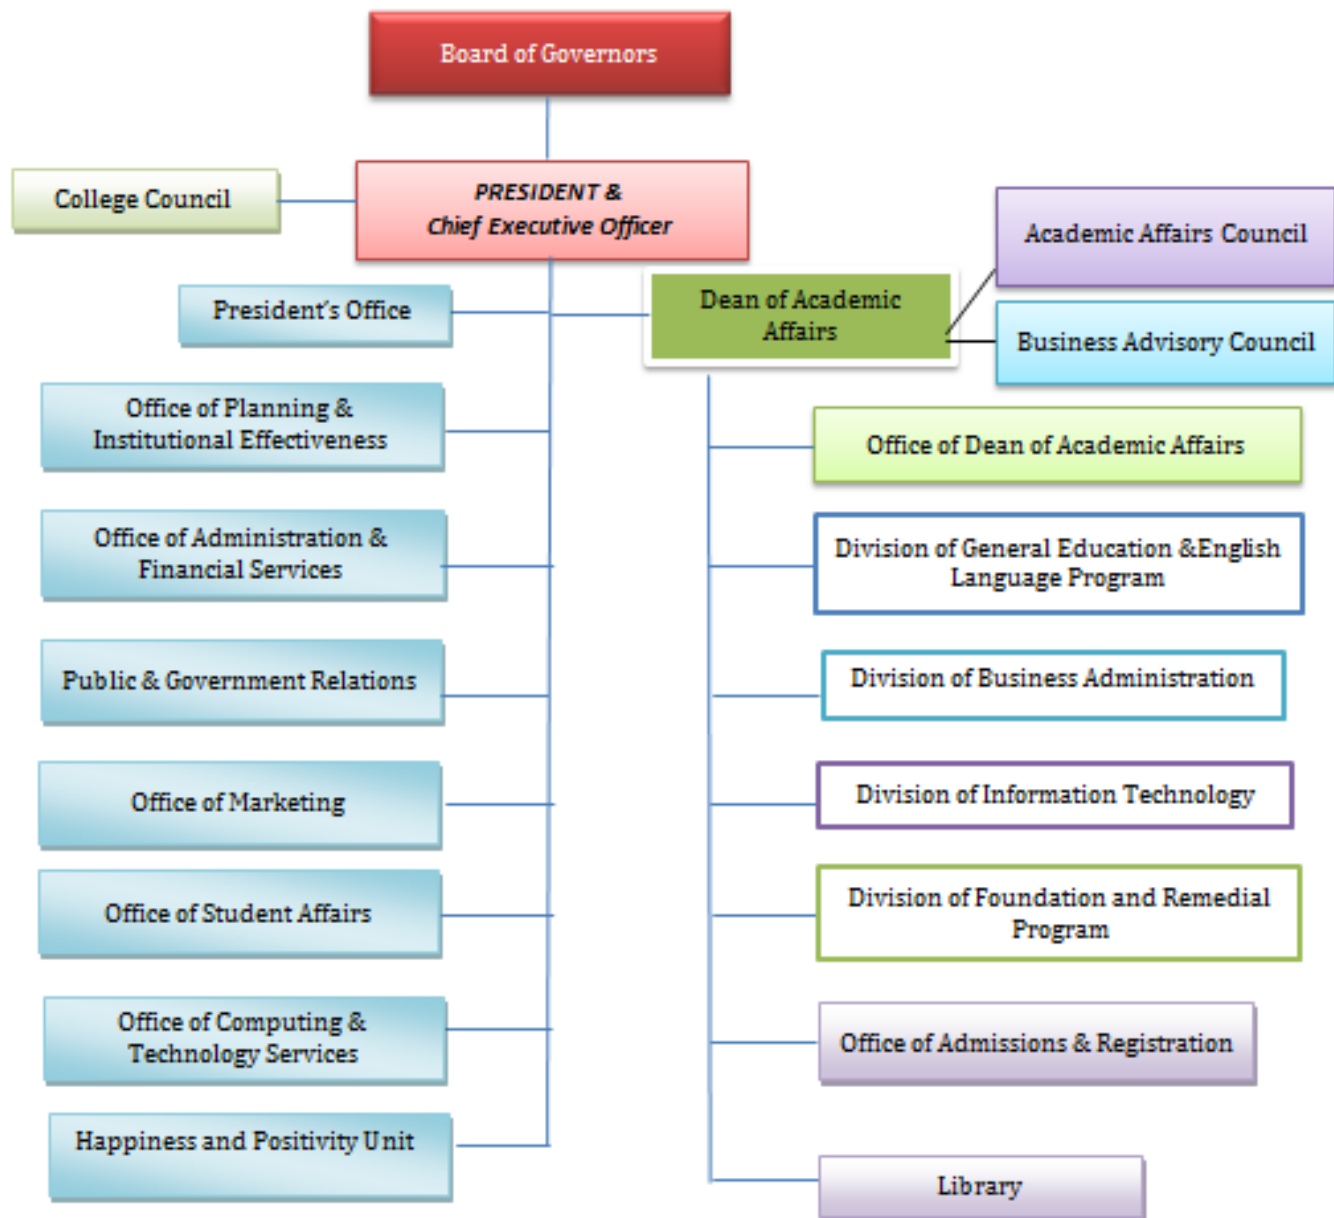 Board of Governors
College Council
PRESIDENT &
Chief Executive Officer
Academic Affairs Council
President's Office
Dean of Academic
Affairs
Business Advisory Council
Office of Planning &
Institutional Effectiveness
Office of Dean of Academic Affairs
Office of Administration &
Financial Services
Division of General Education &English
Language Program
Public & Government Relations
Division of Business Administration
Office of Marketing
Division of Information Technology
Office of Student Affairs
Division of Foundation and Remedial
Program
Office of Computing &
Technology Services
Office of Admissions & Registration
Happiness and Positivity Unit
Library